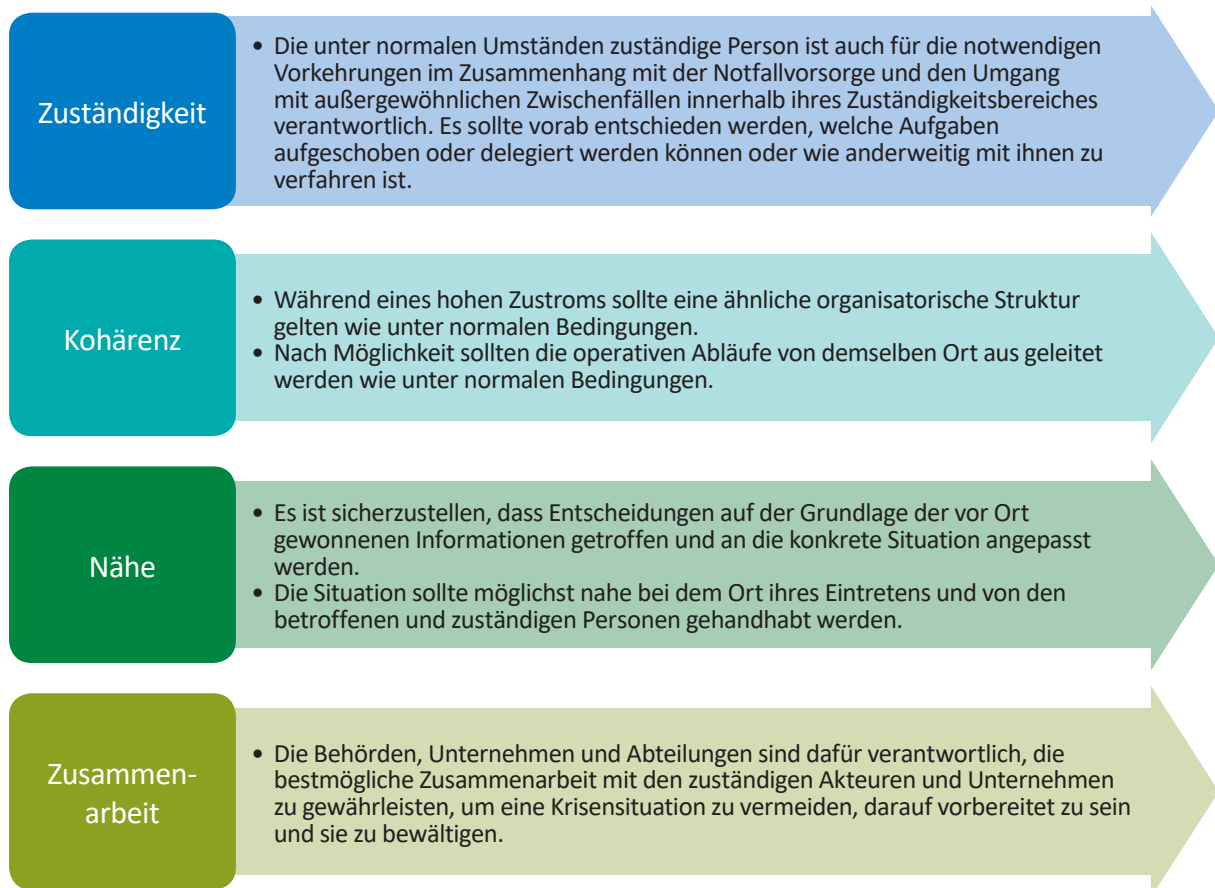 Zuständigkeit
• Die unter normalen Umständen zuständige Person ist auch für die notwendigen
Vorkehrungen im Zusammenhang mit der Notfallvorsorge und den Umgang
mit außergewöhnlichen Zwischenfällen innerhalb ihres Zuständigkeitsbereiches
verantwortlich. Es sollte vorab entschieden werden, welche Aufgaben
aufgeschoben oder delegiert werden können oder wie anderweitig mit ihnen zu
verfahren ist.
Kohärenz
• Während eines hohen Zustroms sollte eine ähnliche organisatorische Struktur
gelten wie unter normalen Bedingungen.
• Nach Möglichkeit sollten die operativen Abläufe von demselben Ort aus geleitet
werden wie unter normalen Bedingungen.
Nähe
• Es ist sicherzustellen, dass Entscheidungen auf der Grundlage der vor Ort
gewonnenen Informationen getroffen und an die konkrete Situation angepasst
werden.
• Die Situation sollte möglichst nahe bei dem Ort ihres Eintretens und von den
betroffenen und zuständigen Personen gehandhabt werden.
Zusammen-
arbeit
• Die Behörden, Unternehmen und Abteilungen sind dafür verantwortlich, die
bestmögliche Zusammenarbeit mit den zuständigen Akteuren und Unternehmen
zu gewährleisten, um eine Krisensituation zu vermeiden, darauf vorbereitet zu sein
und sie zu bewältigen.